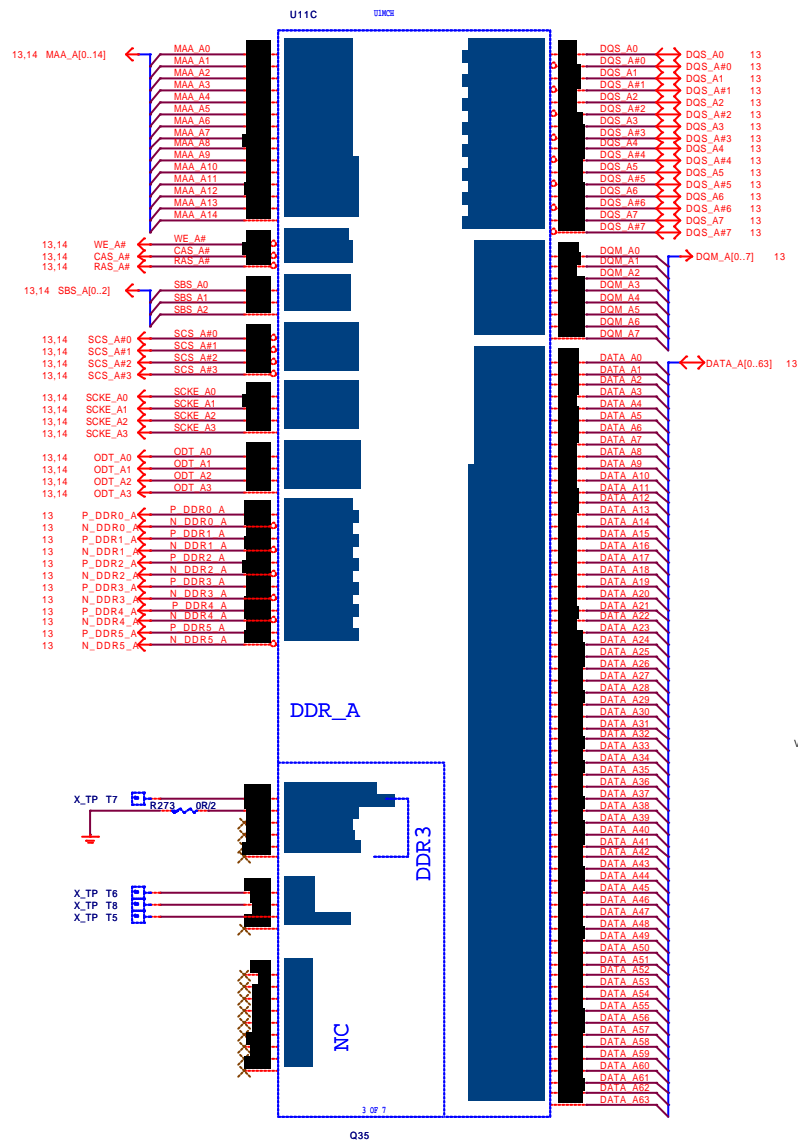 U11C
U1MCH
13,14 MAA_A[0..14]
MAA_A0
MAA_A1
MAA_A2
MAA_A3
MAA_A4
MAA_A5
MAA_A6
MAA_A7
MAA_A8
MAA_A9
MAA_A10
MAA_A11
MAA_A12
MAA_A13
MAA_A14
13,14 WE_A# WE_A#
13,14 CAS_A# CAS_A#
13,14 RAS_A# RAS_A#
13,14 SBS_A[0..2]
SBS_A0
SBS_A1
SBS_A2
13,14 SCS_A#0 SCS_A#0
13,14 SCS_A#1 SCS_A#1
13,14 SCS_A#2 SCS_A#2
13,14 SCS_A#3 SCS_A#3
13,14 SCKE_A0 SCKE_A0
13,14 SCKE_A1 SCKE_A1
13,14 SCKE_A2 SCKE_A2
13,14 SCKE_A3 SCKE_A3
13,14 ODT_A0 ODT_A0
13,14 ODT_A1 ODT_A1
13,14 ODT_A2 ODT_A2
13,14 ODT_A3 ODT_A3
13 P_DDR0_A P_DDR0_A
13 N_DDR0_A N_DDR0_A
13 P_DDR1_A P_DDR1_A
13 N_DDR1_A N_DDR1_A
13 P_DDR2_A P_DDR2_A
13 N_DDR2_A N_DDR2_A
13 P_DDR3_A P_DDR3_A
13 N_DDR3_A N_DDR3_A
13 P_DDR4_A P_DDR4_A
13 N_DDR4_A N_DDR4_A
13 P_DDR5_A P_DDR5_A
13 N_DDR5_A N_DDR5_A
DDR_A
X_TP T7
R273 0R/2
DDR3
X_TP T6
X_TP T8
X_TP T5
NC
3 OF 7
Q35
DQS_A0 DQS_A0 13
DQS_A#0 DQS_A#0 13
DQS_A1 DQS_A1 13
DQS_A#1 DQS_A#1 13
DQS_A2 DQS_A2 13
DQS_A#2 DQS_A#2 13
DQS_A3 DQS_A3 13
DQS_A#3 DQS_A#3 13
DQS_A4 DQS_A4 13
DQS_A#4 DQS_A#4 13
DQS_A5 DQS_A5 13
DQS_A#5 DQS_A#5 13
DQS_A6 DQS_A6 13
DQS_A#6 DQS_A#6 13
DQS_A7 DQS_A7 13
DQS_A#7 DQS_A#7 13
DQM_A0
DQM_A[0..7] 13
DQM_A1
DQM_A2
DQM_A3
DQM_A4
DQM_A5
DQM_A6
DQM_A7
DATA_A0
DATA_A[0..63] 13
DATA_A1
DATA_A2
DATA_A3
DATA_A4
DATA_A5
DATA_A6
DATA_A7
DATA_A8
DATA_A9
DATA_A10
DATA_A11
DATA_A12
DATA_A13
DATA_A14
DATA_A15
DATA_A16
DATA_A17
DATA_A18
DATA_A19
DATA_A20
DATA_A21
DATA_A22
DATA_A23
DATA_A24
DATA_A25
DATA_A26
DATA_A27
DATA_A28
DATA_A29
DATA_A30
DATA_A31
DATA_A32
DATA_A33
DATA_A34
DATA_A35
DATA_A36
DATA_A37
DATA_A38
DATA_A39
DATA_A40
DATA_A41
DATA_A42
DATA_A43
DATA_A44
DATA_A45
DATA_A46
DATA_A47
DATA_A48
DATA_A49
DATA_A50
DATA_A51
DATA_A52
DATA_A53
DATA_A54
DATA_A55
DATA_A56
DATA_A57
DATA_A58
DATA_A59
DATA_A60
DATA_A61
DATA_A62
DATA_A63